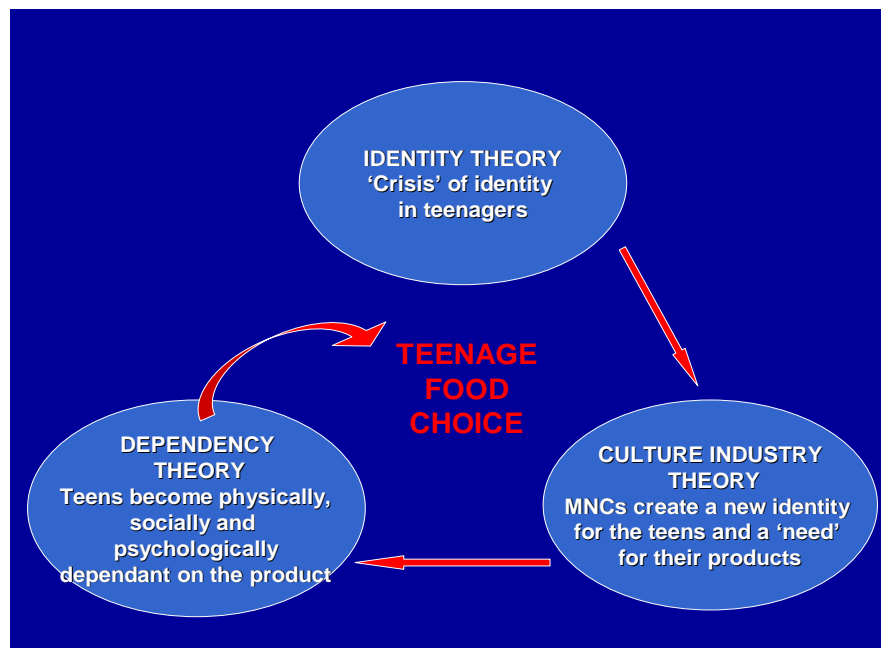 IDENTITY THEORY
‘Crisis’ of identity
in teenagers
TEENAGE
FOOD
CHOICE
DEPENDENCY
THEORY
Teens become physically,
socially and
psychologically
dependant on the product
CULTURE INDUSTRY
THEORY
MNCs create a new identity
for the teens and a ‘need’
for their products